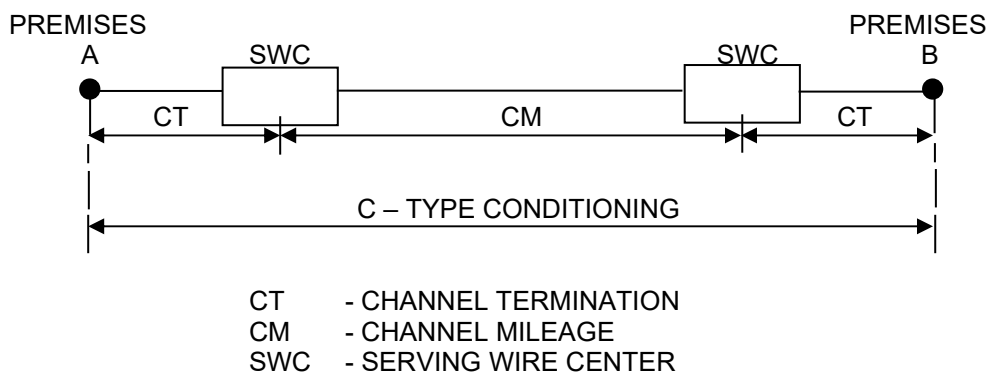 PREMISES PREMISES
A SWC SWC B
CT CM CT
C – TYPE CONDITIONING
CT - CHANNEL TERMINATION
CM - CHANNEL MILEAGE
SWC - SERVING WIRE CENTER